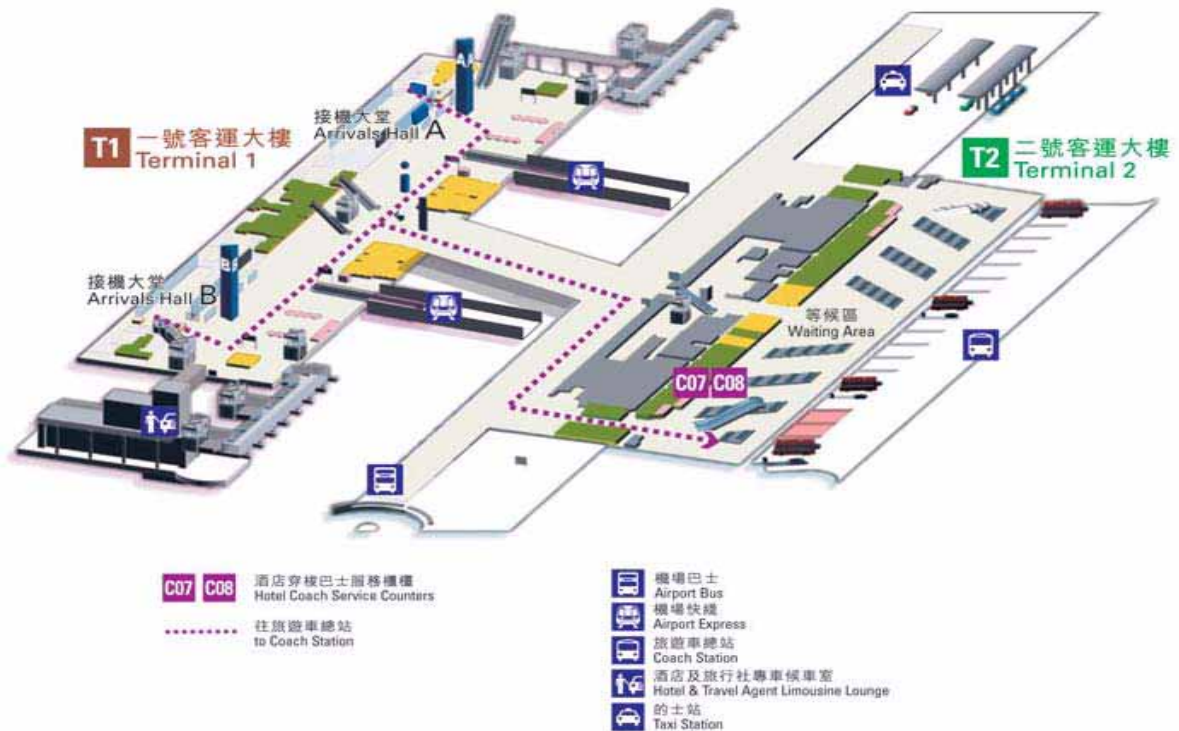 A
接機大堂
Arrivals Hall A
T1 一號客運大樓
Terminal 1
T2 二號客運大樓
Terminal 2
B
接機大堂
Arrivals Hall B
等候區
Waiting Area
C07 C08
C07 C08 酒店穿梭巴士服務櫃檯
Hotel Coach Service Counters
往旅遊車總站
to Coach Station
機場巴士
Airport Bus
機場快綫
Airport Express
旅遊車總站
Coach Station
酒店及旅行社專車候車室
Hotel & Travel Agent Limousine Lounge
的士站
Taxi Station